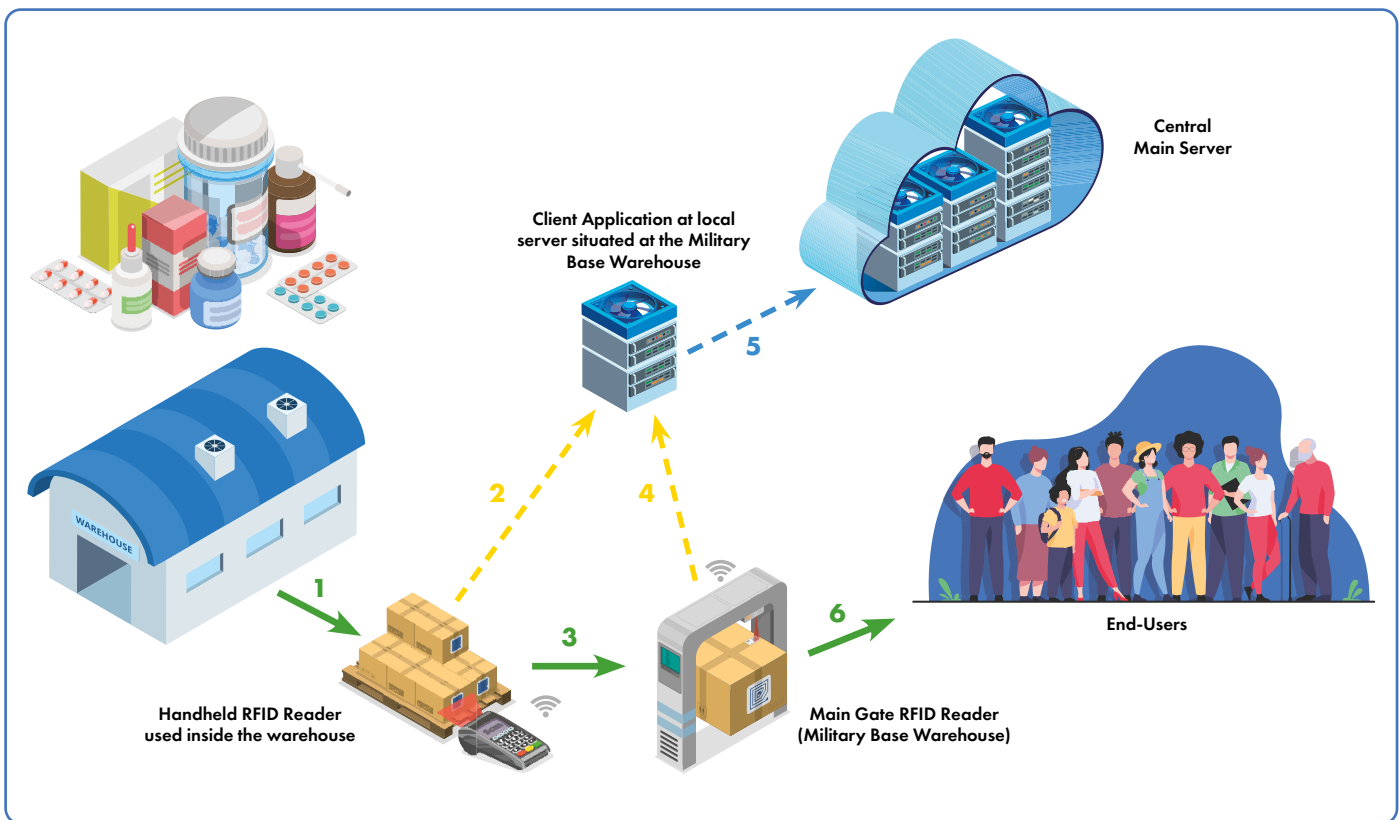 Central
Main Server
Client Application at local
server situated at the Military
Base Warehouse
5
WAREHOUSE
2
4
1
3
6
End-Users
Handheld RFID Reader
used inside the warehouse
Main Gate RFID Reader
(Military Base Warehouse)